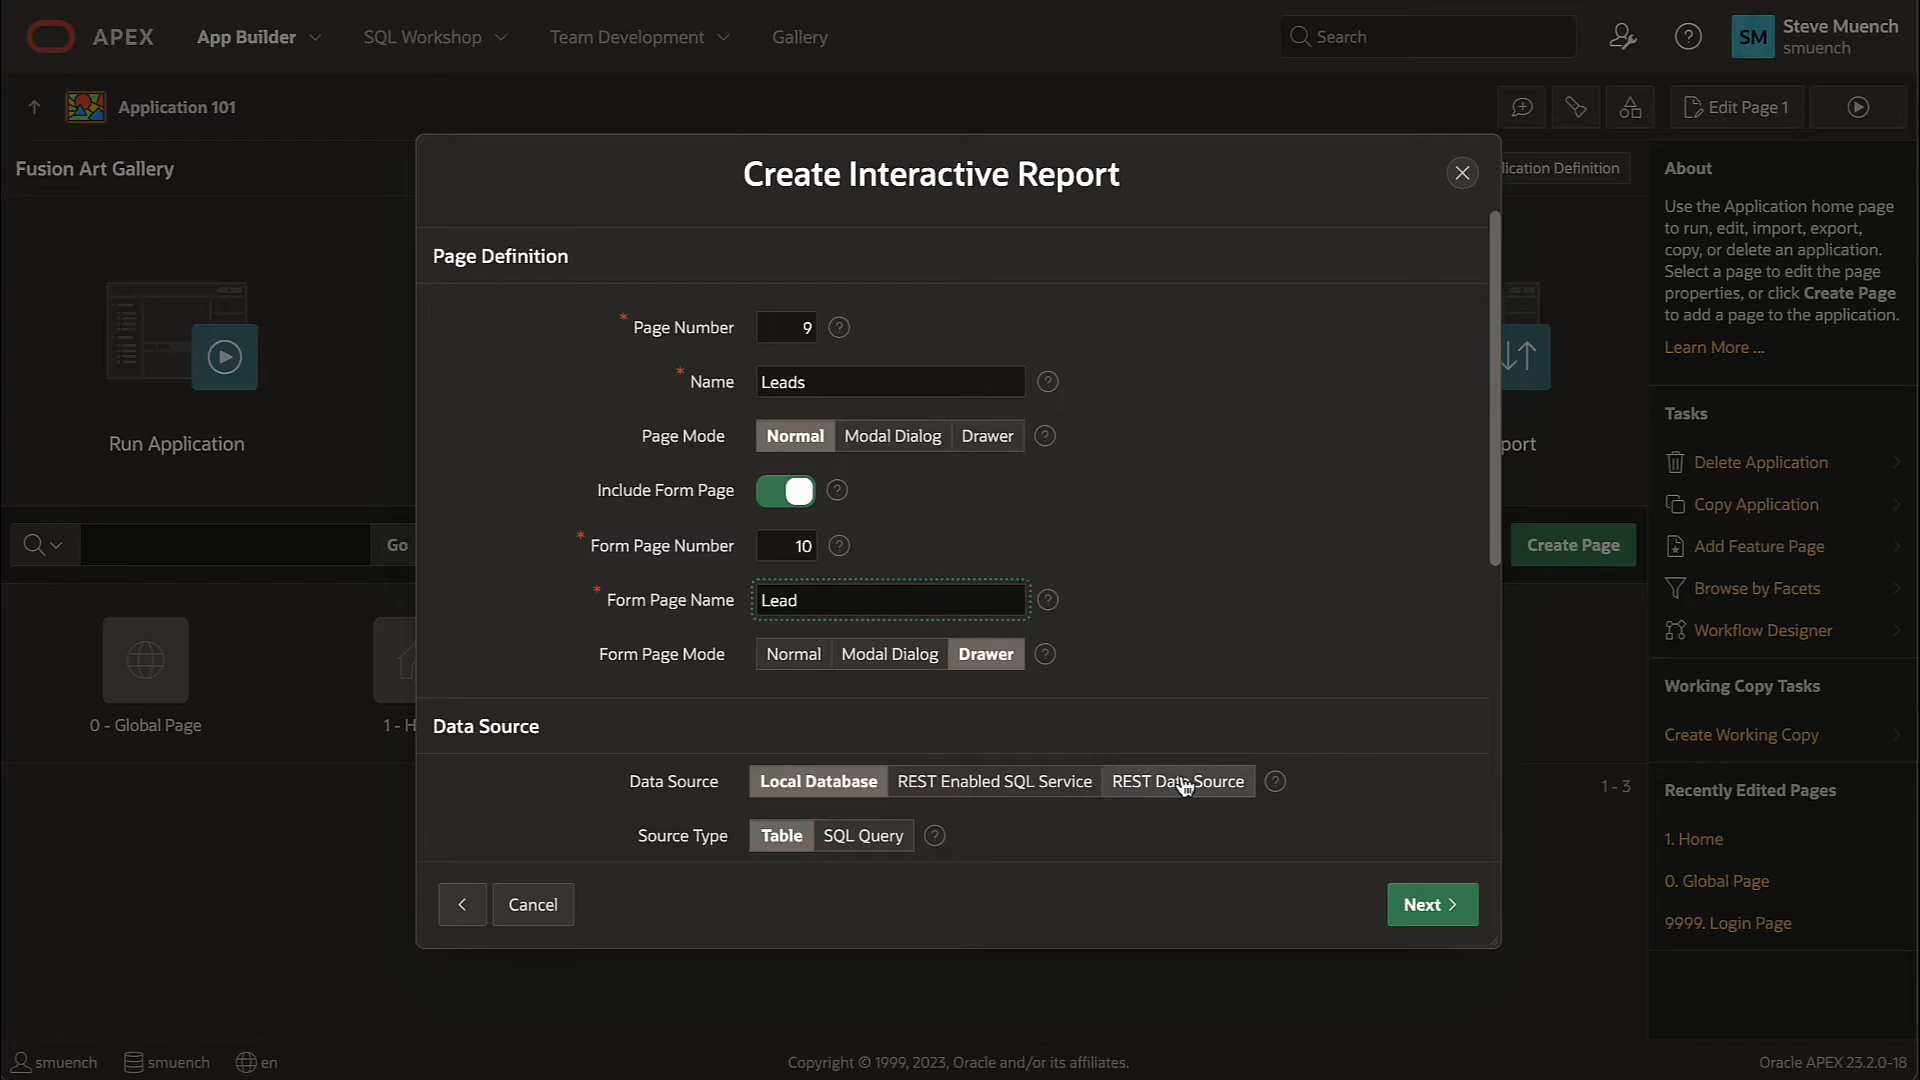 APEX
App Builder
SQL Workshop
Team Development
Gallery
Search
SM
Steve Muench
smuench
Application 101
Edit Page 1
Fusion Art Gallery
lication Definition
Run Application
port
Go
Create Page
0 - Global Page
1 - H
1 - 3
Create Interactive Report
Page Definition
* Page Number 9
* Name Leads
Page Mode Normal Modal Dialog Drawer
Include Form Page
* Form Page Number 10
* Form Page Name Lead
Form Page Mode Normal Modal Dialog Drawer
Data Source
Data Source Local Database REST Enabled SQL Service REST Data Source
Source Type Table SQL Query
Cancel
Next
About
Use the Application home page
to run, edit, import, export,
copy, or delete an application.
Select a page to edit the page
properties, or click Create Page
to add a page to the application.
Learn More ...
Tasks
Delete Application
Copy Application
Add Feature Page
Browse by Facets
Workflow Designer
Working Copy Tasks
Create Working Copy
Recently Edited Pages
1. Home
0. Global Page
9999. Login Page
smuench
smuench
en
Copyright © 1999, 2023, Oracle and/or its affiliates.
Oracle APEX 23.2.0-18